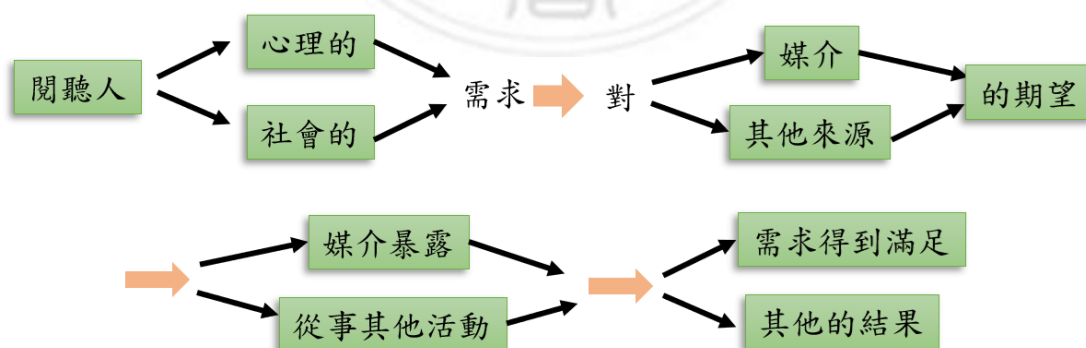 閱聽人
心理的
社會的
需求
對
媒介
其他來源
的期望
媒介暴露
從事其他活動
需求得到滿足
其他的結果